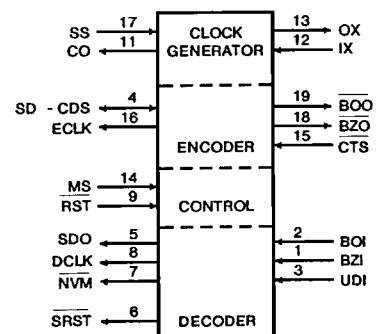 SS 17 CLOCK 13 OX
CO 11 GENERATOR 12 IX
SD - CDS 4 19 BOO
ECLK 16 18 BZO
ENCODER 15 CTS
MS 14
RST 9 CONTROL
SDO 5 2 BOI
DCLK 8 1 BZI
NVM 7 3 UDI
SRST 6 DECODER